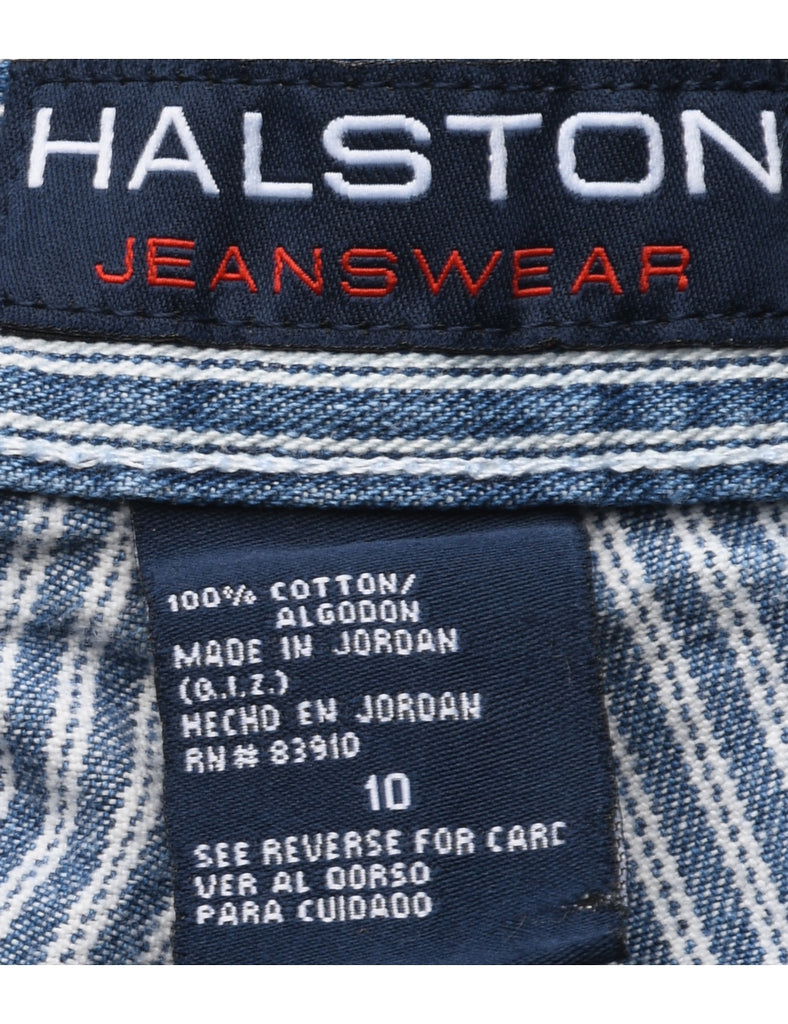 HALSTON
JEANSWEAR
100% COTTON/
ALGODON
MADE IN JORDAN
(Q.I.Z.)
HECHO EN JORDAN
RN# 83910
10
SEE REVERSE FOR CARE
VER AL DORSO
PARA CUIDADO